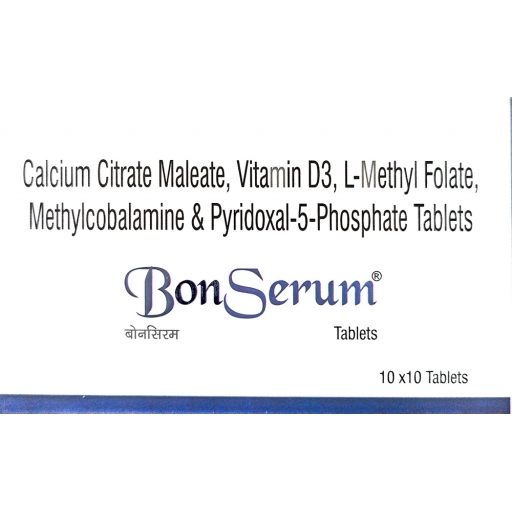 Calcium Citrate Maleate, Vitamin D3, L-Methyl Folate,
Methylcobalamine & Pyridoxal-5-Phosphate Tablets
BonSerum®
बोनसिरम Tablets
10 x10 Tablets